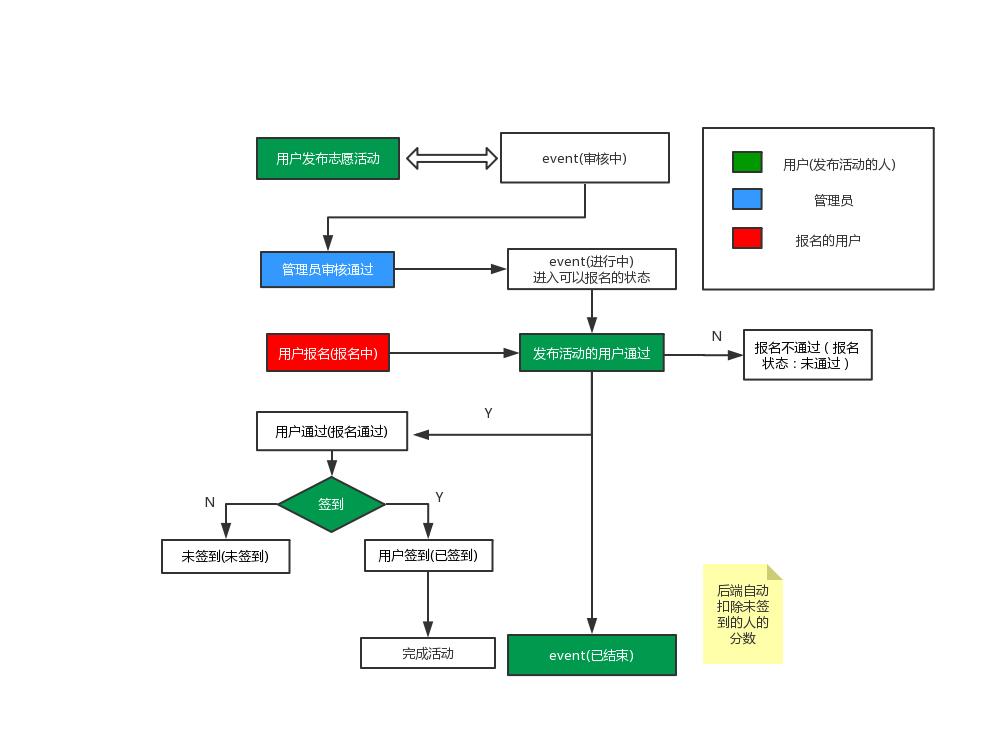 用户发布志愿活动
event(审核中)
用户(发布活动的人)
管理员
报名的用户
管理员审核通过
event(进行中)
进入可以报名的状态
用户报名(报名中)
发布活动的用户通过
N
报名不通过（报名
状态：未通过）
Y
用户通过(报名通过)
签到
N
Y
未签到(未签到)
用户签到(已签到)
完成活动
event(已结束)
后端自动
扣除未签
到的人的
分数